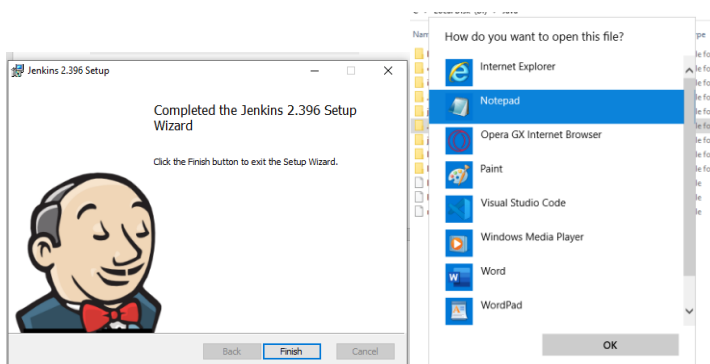 Jenkins 2.396 Setup
Completed the Jenkins 2.396 Setup
Wizard
Click the Finish button to exit the Setup Wizard.
Back
Finish
Cancel
How do you want to open this file?
Internet Explorer
Notepad
Opera GX Internet Browser
Paint
Visual Studio Code
Windows Media Player
Word
WordPad
OK